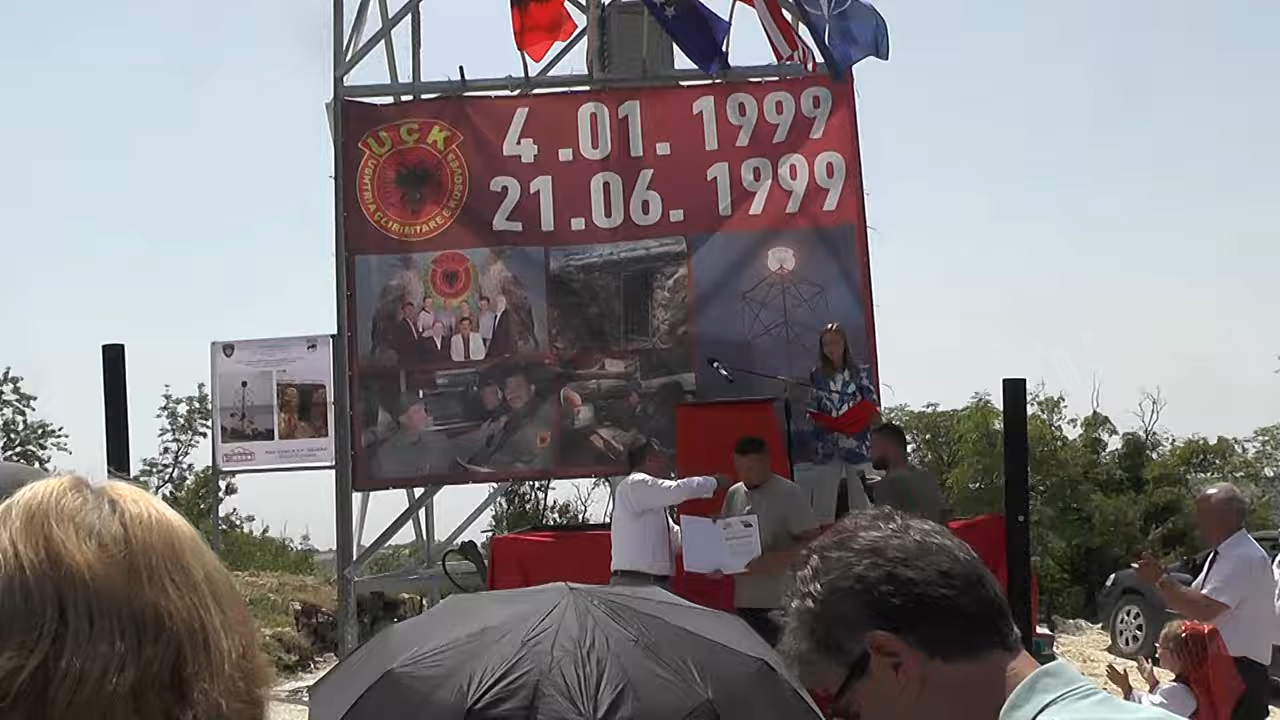 UÇK
USHTRIA ÇLIRIMTARE E KOSOVËS
4 .01. 1999
21 .06. 1999